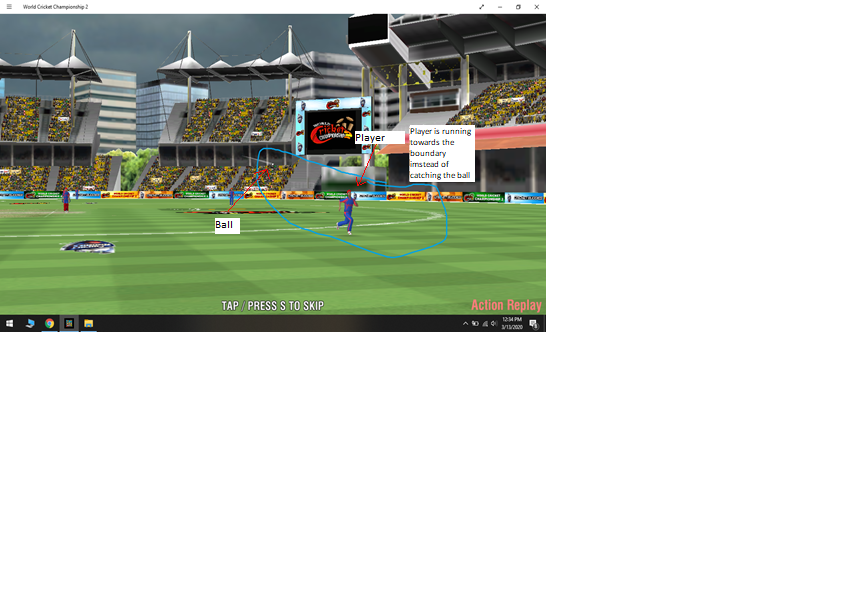 World Cricket Championship 2
Player
Player is running
towards the
boundary
imstead of
catching the ball
Ball
TAP / PRESS S TO SKIP
Action Replay
12:34 PM
3/13/2020